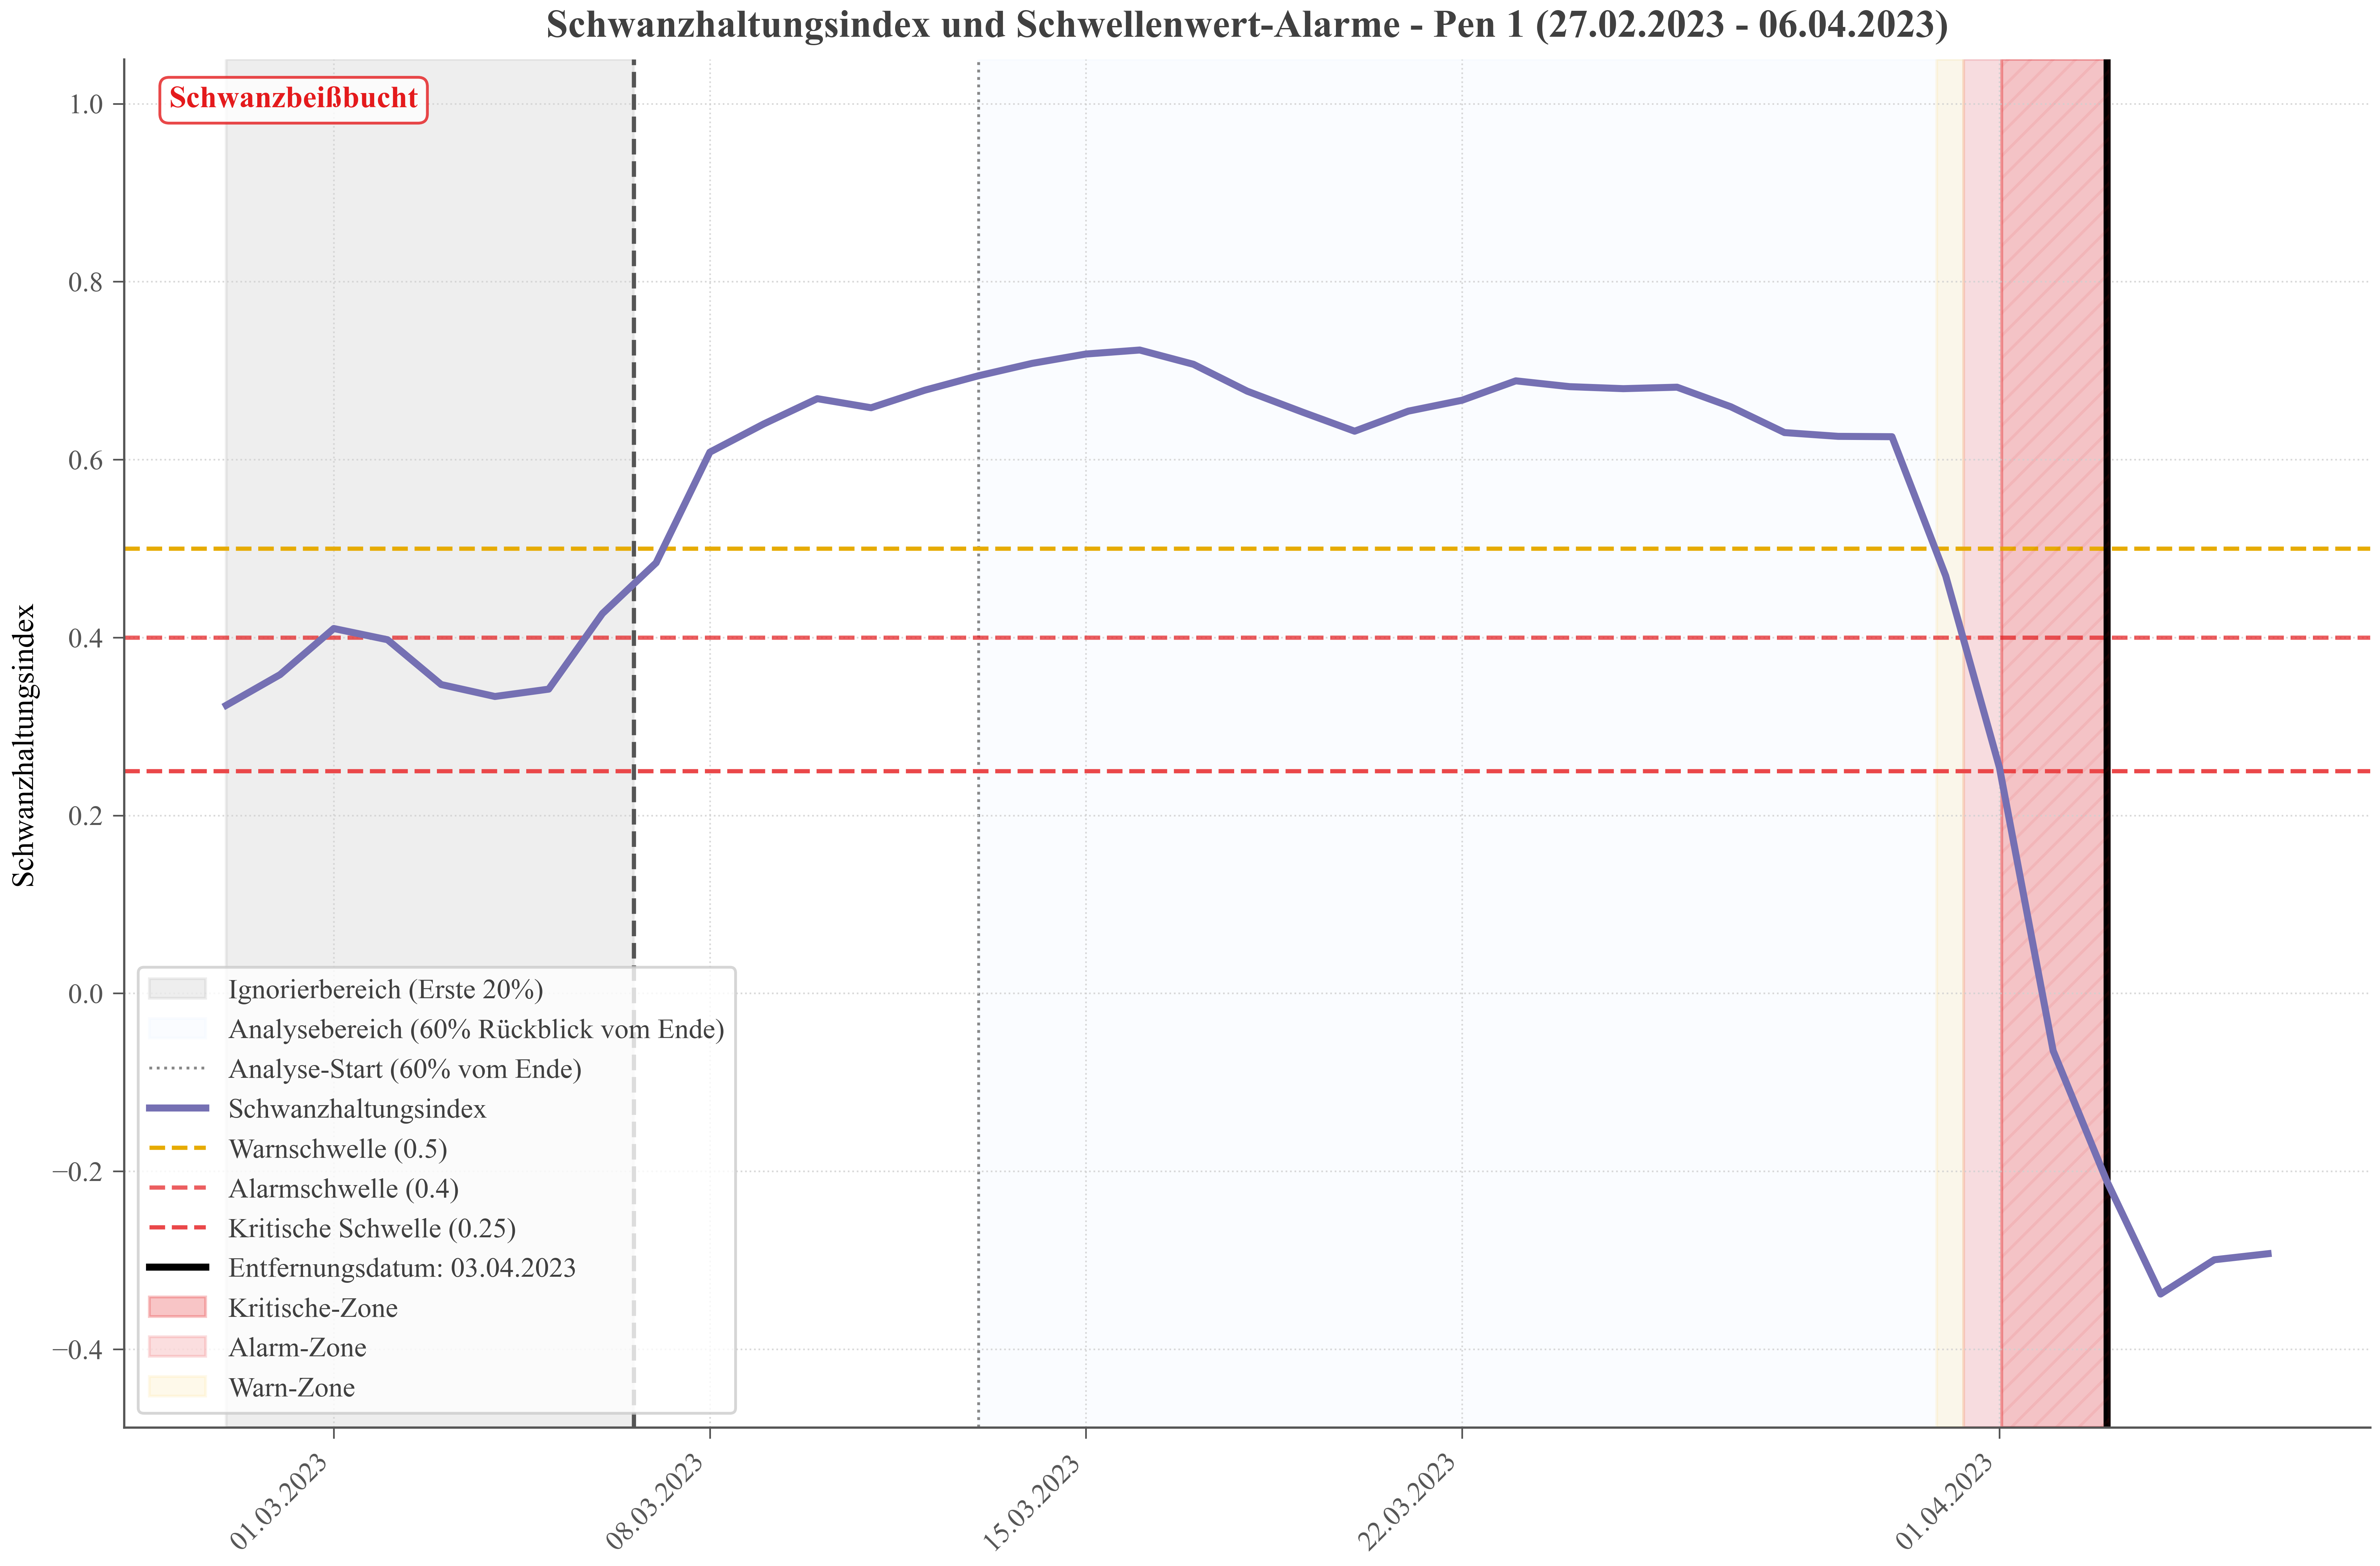 Schwanzhaltungsindex und Schwellenwert-Alarme - Pen 1 (27.02.2023 - 06.04.2023)
Schwanzbeißbucht
Schwanzhaltungsindex
1.0
0.8
0.6
0.4
0.2
0.0
−0.2
−0.4
Ignorierbereich (Erste 20%)
Analysebereich (60% Rückblick vom Ende)
Analyse-Start (60% vom Ende)
Schwanzhaltungsindex
Warnschwelle (0.5)
Alarmschwelle (0.4)
Kritische Schwelle (0.25)
Entfernungsdatum: 03.04.2023
Kritische-Zone
Alarm-Zone
Warn-Zone
01.03.2023
08.03.2023
15.03.2023
22.03.2023
01.04.2023